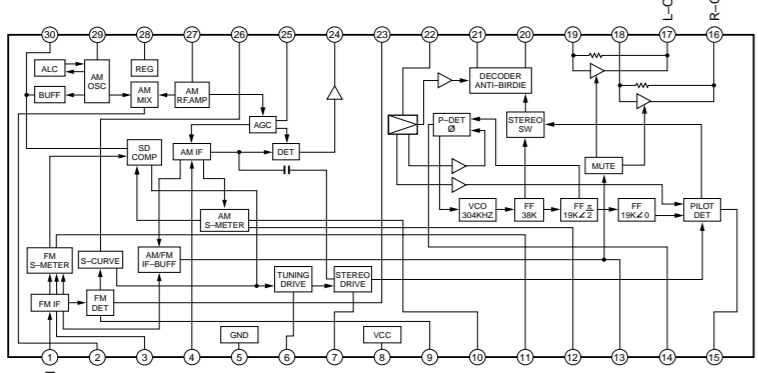 L–O
R–O
30 29 28 27 26 25 24 23 22 21 20 19 18 17 16
ALC
AM
OSC
REG
BUFF
AM
MIX
AM
RF.AMP
AGC
DECODER
ANTI–BIRDIE
P–DET
Ø
STEREO
SW
SD
COMP
AM IF
DET
MUTE
AM
S–METER
VCO
304KHZ
FF
38K
FF π
19K∠2
FF
19K∠0
PILOT
DET
FM
S–METER
S–CURVE
AM/FM
IF–BUFF
TUNING
DRIVE
STEREO
DRIVE
FM IF
FM
DET
GND
VCC
1 2 3 4 5 6 7 8 9 10 11 12 13 14 15